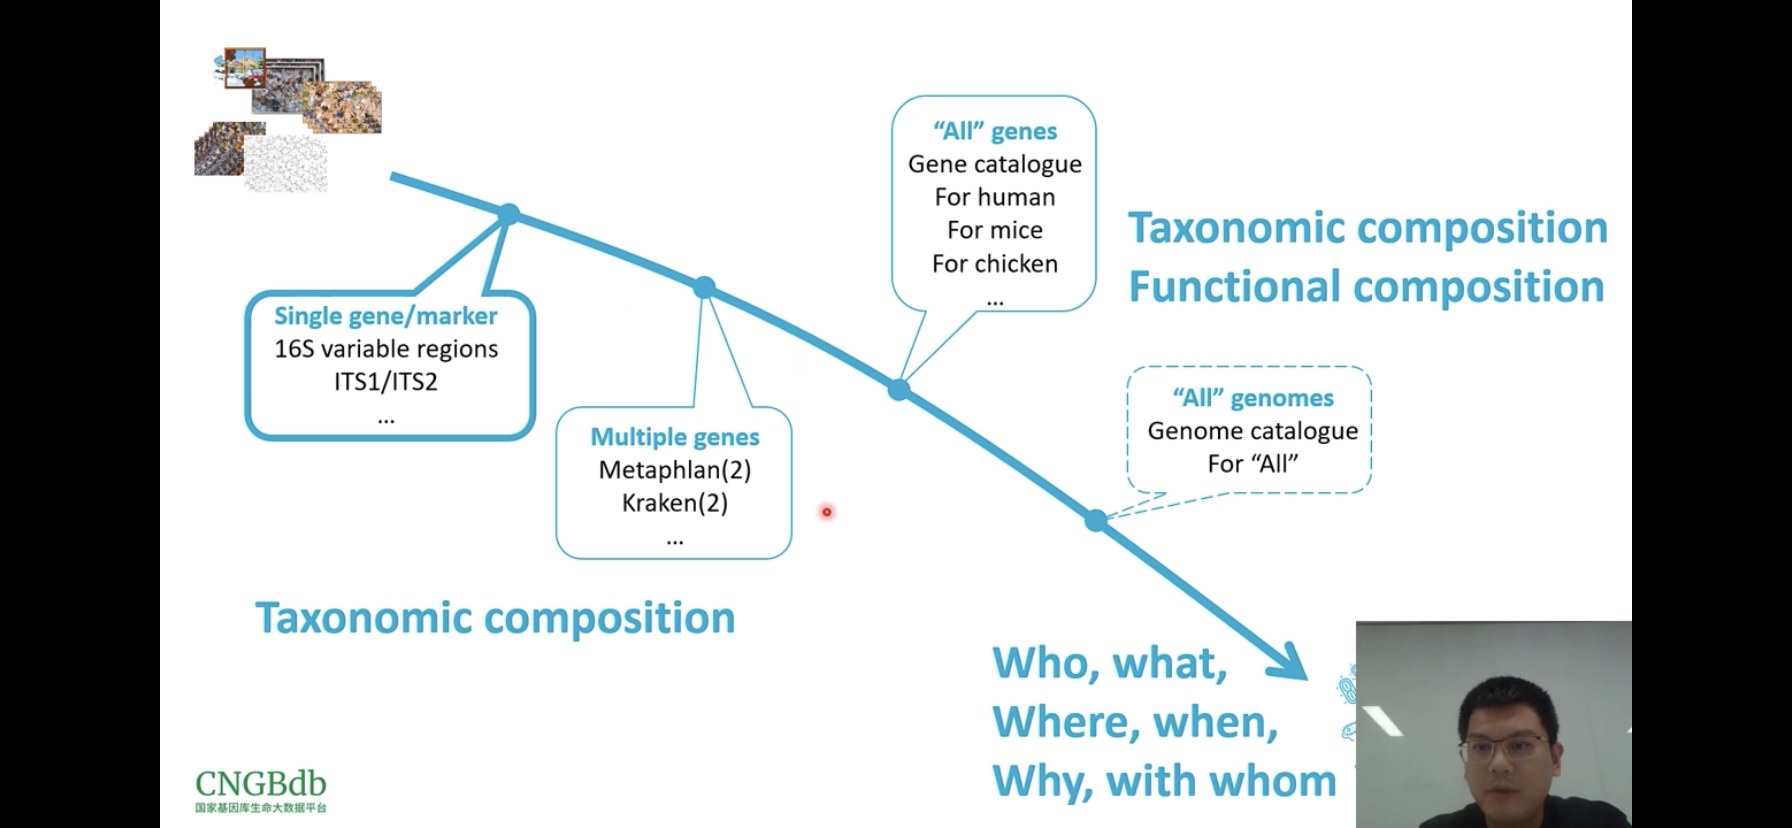 Single gene/marker
16S variable regions
ITS1/ITS2
...
Multiple genes
Metaphlan(2)
Kraken(2)
...
Taxonomic composition
“All” genes
Gene catalogue
For human
For mice
For chicken
...
Taxonomic composition
Functional composition
“All” genomes
Genome catalogue
For “All”
Who, what,
Where, when,
Why, with whom
CNGBdb
国家基因库生命大数据平台